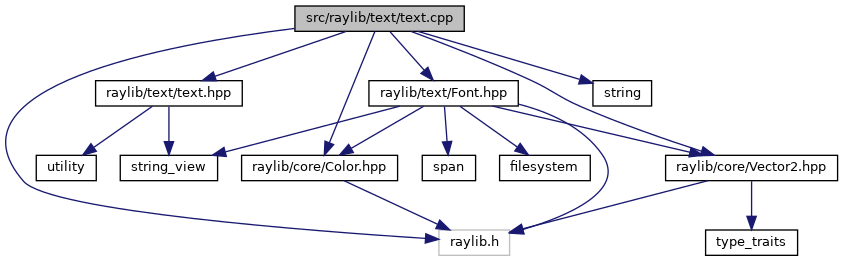 src/raylib/text/text.cpp
raylib/text/text.hpp
raylib/text/Font.hpp
string
utility
string_view
raylib/core/Color.hpp
span
filesystem
raylib/core/Vector2.hpp
raylib.h
type_traits